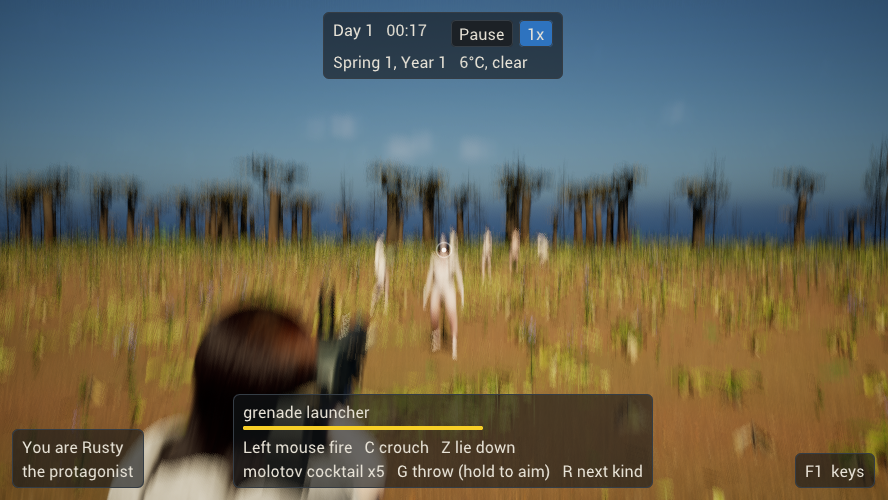 Day 1 00:17 Pause 1x
Spring 1, Year 1 6°C, clear
grenade launcher
Left mouse fire C crouch Z lie down
molotov cocktail x5 G throw (hold to aim) R next kind
You are Rusty
the protagonist
F1 keys